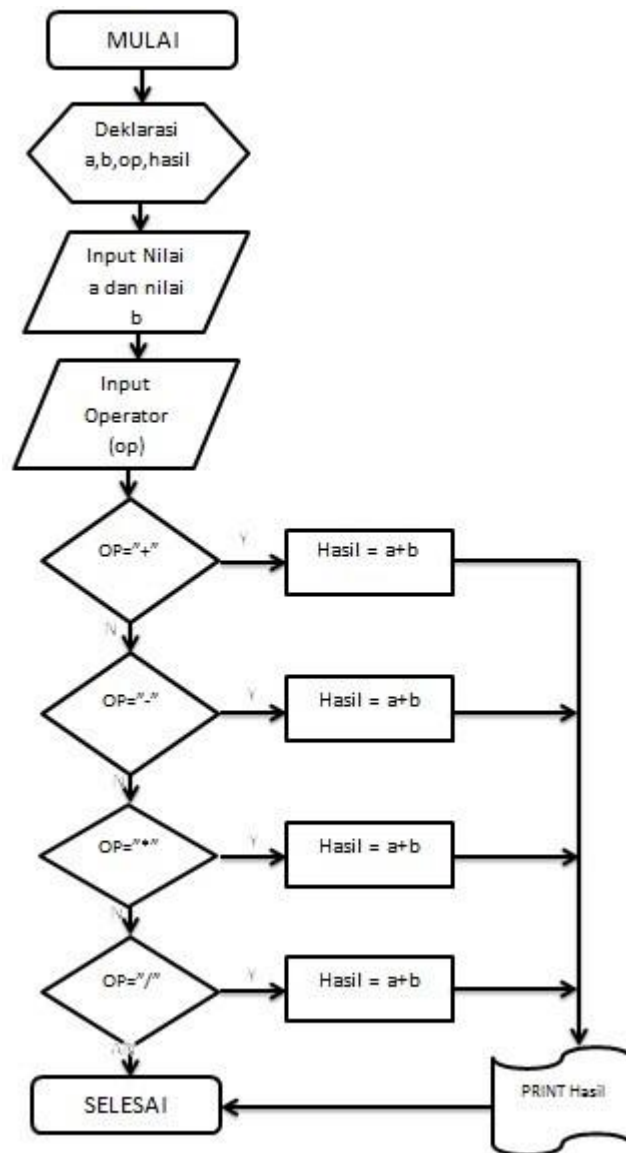 MULAI
Deklarasi
a,b,op,hasil
Input Nilai
a dan nilai
b
Input
Operator
(op)
OP="+"
Y
Hasil = a+b
N
OP="-"
Y
Hasil = a+b
N
OP="*"
Y
Hasil = a+b
N
OP="/"
Y
Hasil = a+b
SELESAI
PRINT Hasil